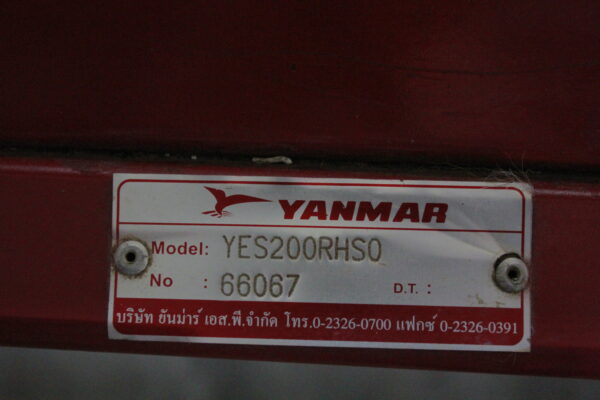 YANMAR
Model: YES200RHS0
No : 66067 D.T. :
บริษัท ยันม่าร์ เอส.พี.จำกัด โทร.0-2326-0700 แฟกซ์ 0-2326-0391